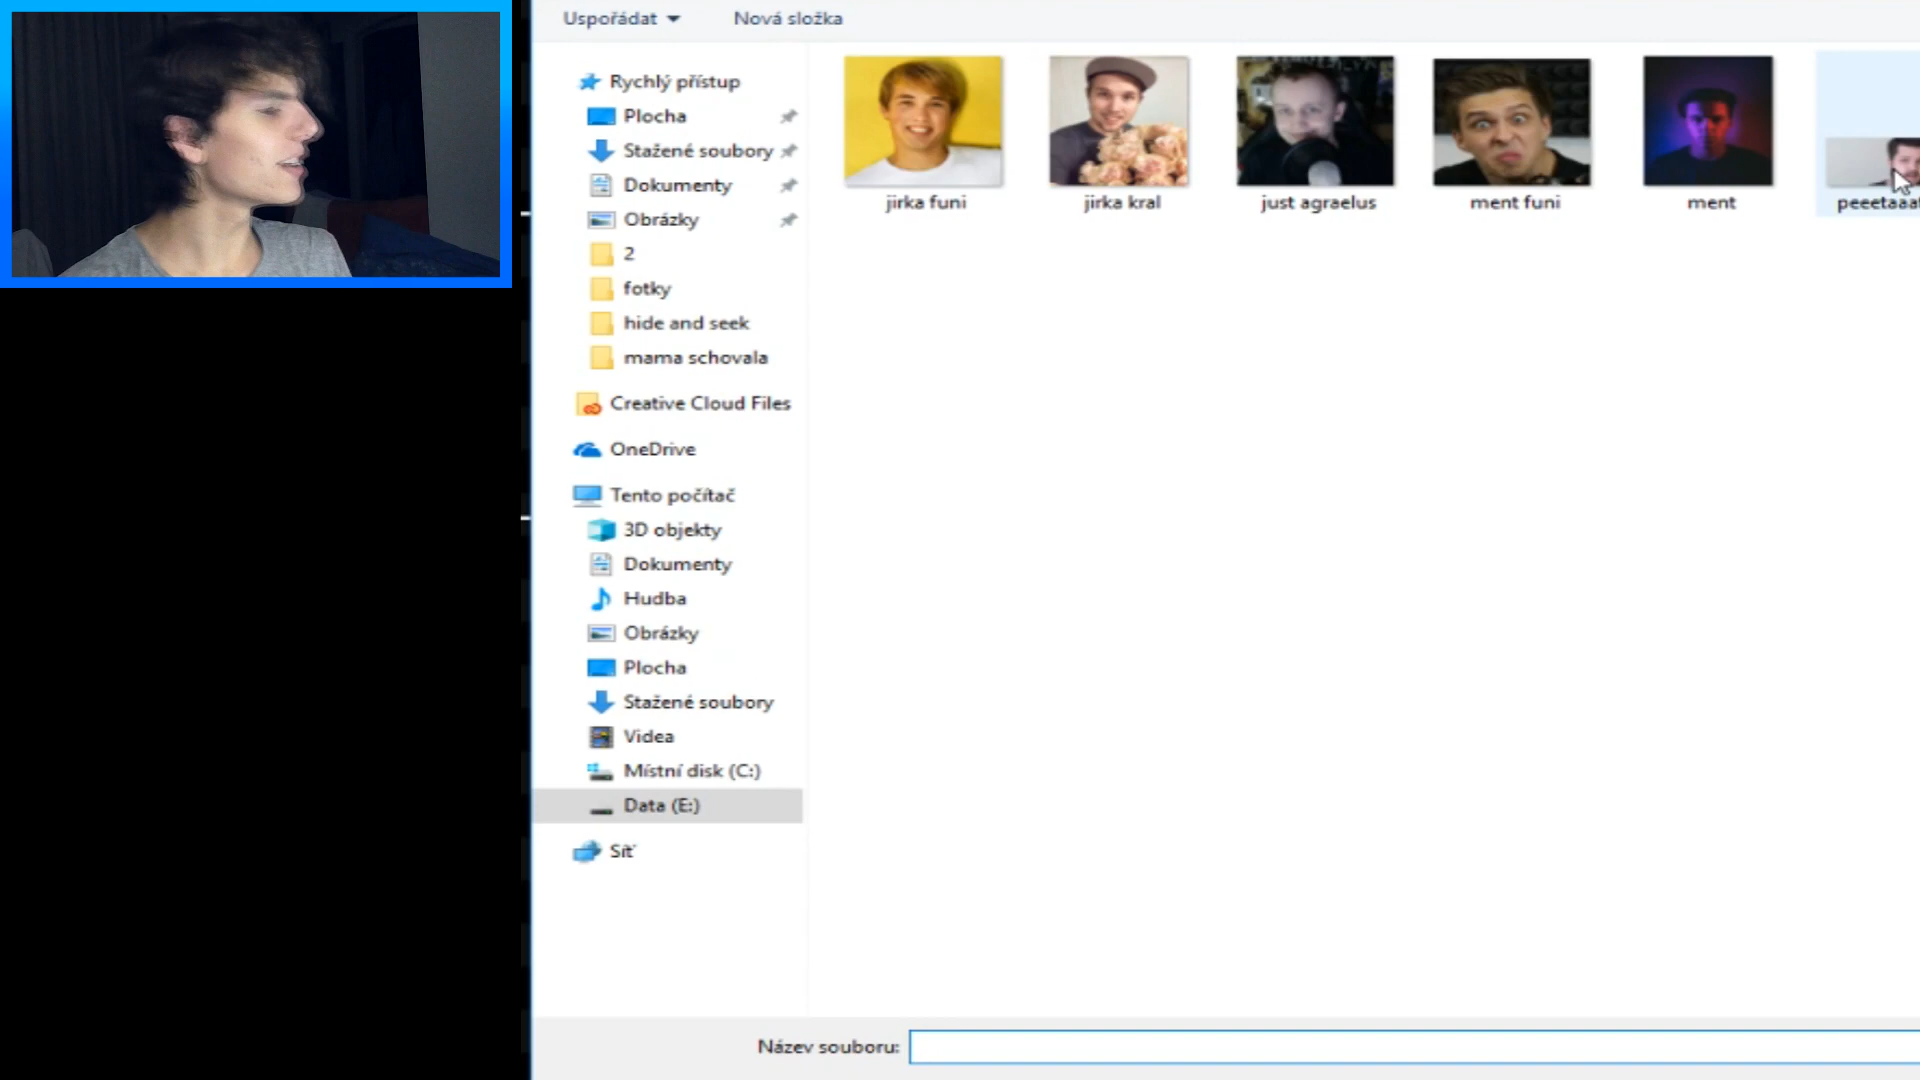 Uspořádat
Nová složka
Rychlý přístup
Plocha
Stažené soubory
Dokumenty
Obrázky
2
fotky
hide and seek
mama schovala
Creative Cloud Files
OneDrive
Tento počítač
3D objekty
Dokumenty
Hudba
Obrázky
Plocha
Stažené soubory
Videa
Místní disk (C:)
Data (E:)
Síť
jirka funi
jirka kral
just agraelus
ment funi
ment
Název souboru: